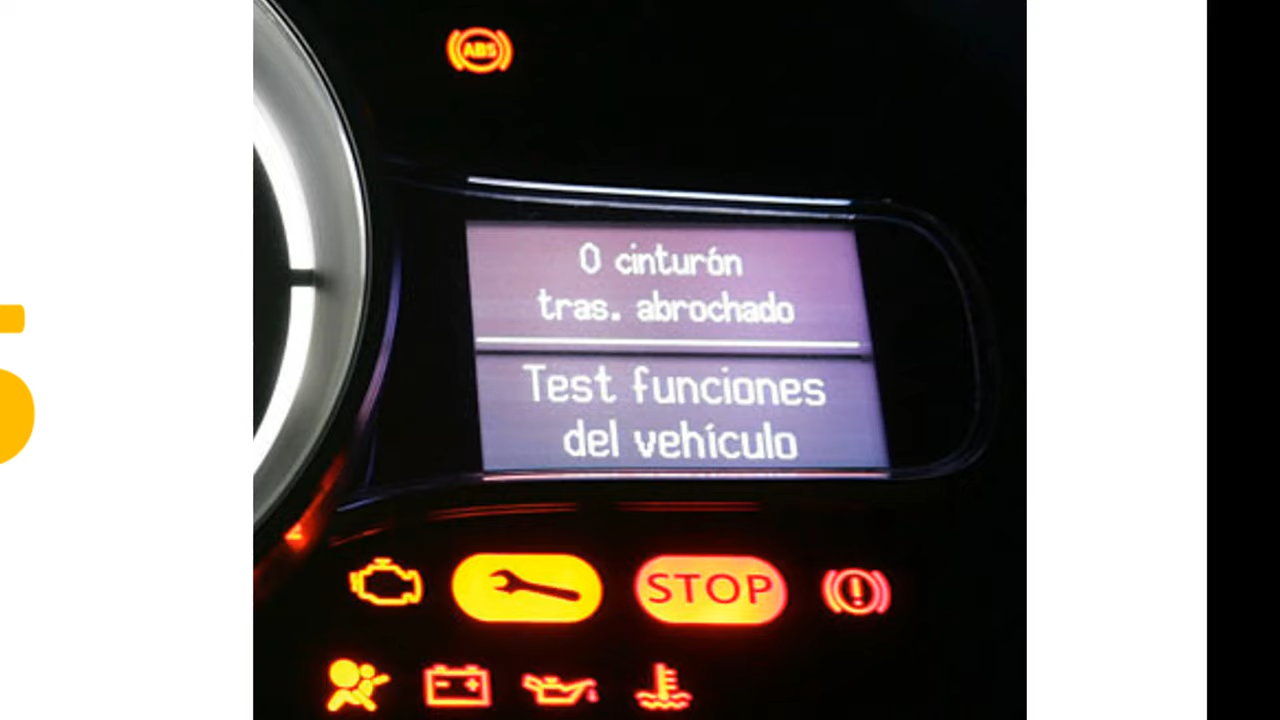 ABS
0 cinturón
tras. abrochado
Test funciones
del vehículo
STOP